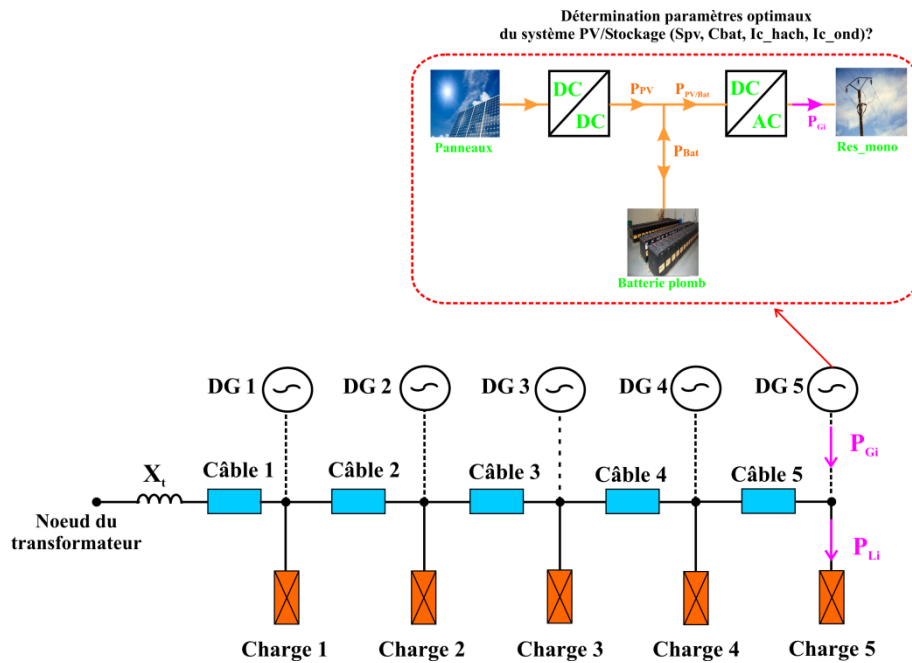 Détermination paramètres optimaux
du système PV/Stockage (Spv, Cbat, Ic_hach, Ic_ond)?
DC
DC
PPV
PPV/Bat
DC
AC
PGi
Panneaux
Res_mono
PBat
Batterie plomb
DG 1
DG 2
DG 3
DG 4
DG 5
PGi
Xt
Câble 1
Câble 2
Câble 3
Câble 4
Câble 5
Noeud du
transformateur
PLi
Charge 1
Charge 2
Charge 3
Charge 4
Charge 5